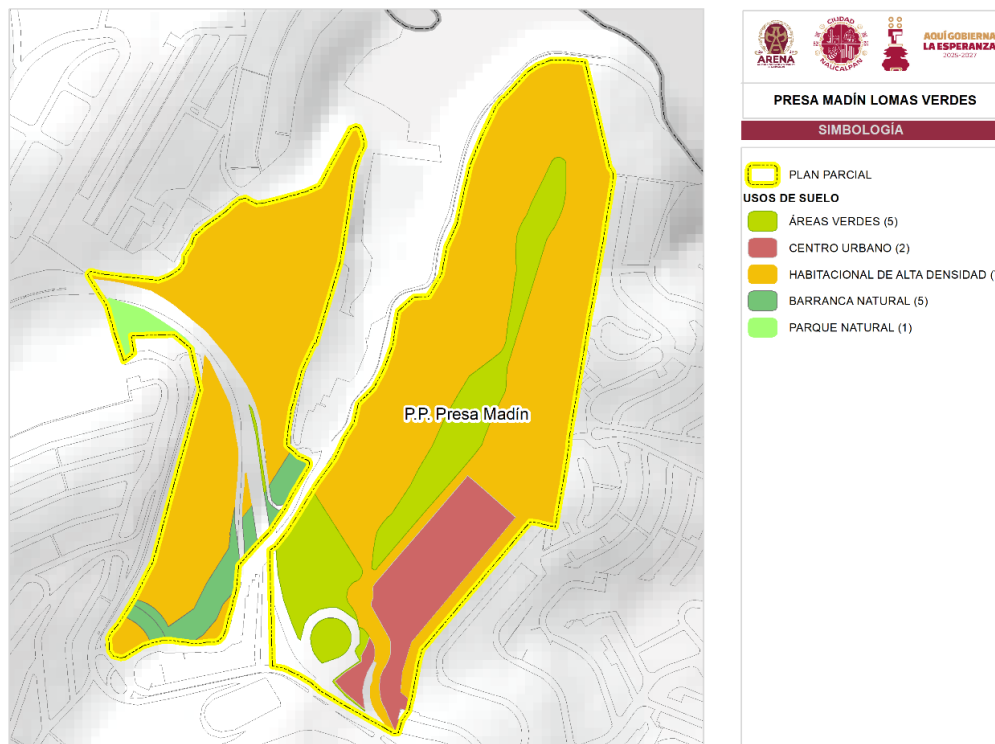 P.P. Presa Madín
ARENA
CIUDAD
NAUCALPAN
AQUÍ GOBIERNA
LA ESPERANZA
2025-2027
PRESA MADÍN LOMAS VERDES
SIMBOLOGÍA
PLAN PARCIAL
USOS DE SUELO
ÁREAS VERDES (5)
CENTRO URBANO (2)
HABITACIONAL DE ALTA DENSIDAD (
BARRANCA NATURAL (5)
PARQUE NATURAL (1)